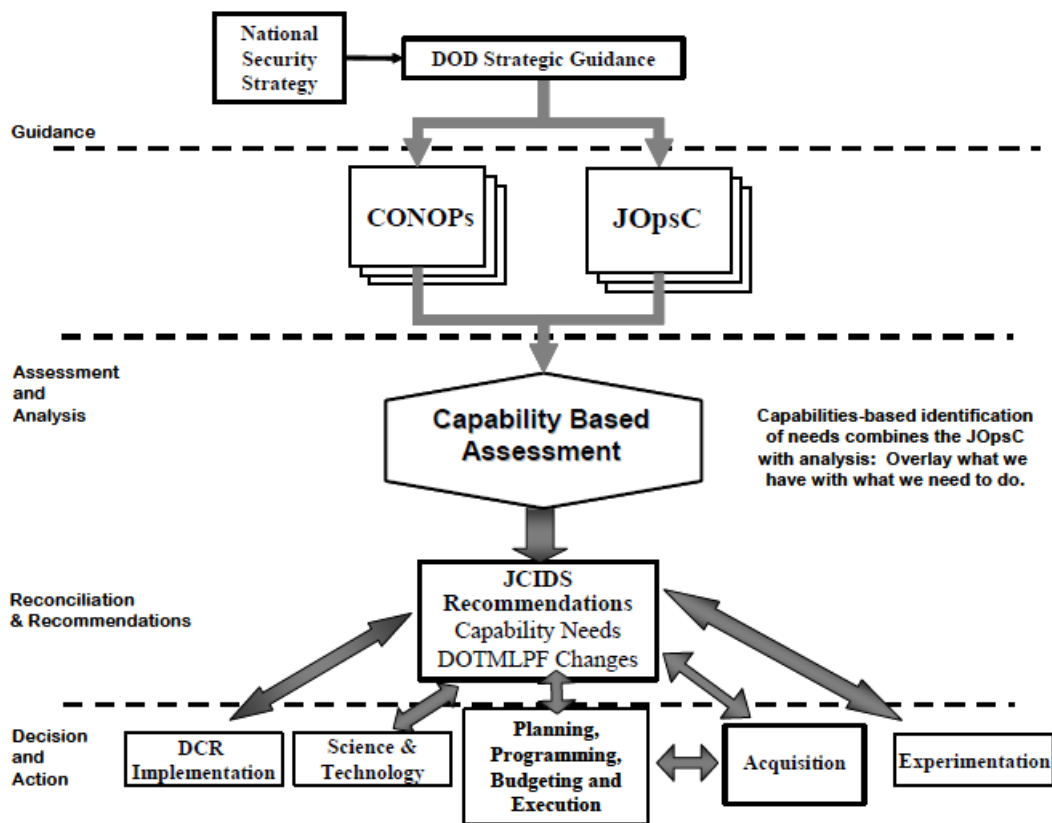 National
Security
Strategy
DOD Strategic Guidance
Guidance
CONOPs
JOpsC
Assessment
and
Analysis
Capability Based
Assessment
Capabilities-based identification
of needs combines the JOpsC
with analysis: Overlay what we
have with what we need to do.
Reconciliation
& Recommendations
JCIDS
Recommendations
Capability Needs
DOTMLPF Changes
Decision
and
Action
DCR
Implementation
Science &
Technology
Planning,
Programming,
Budgeting and
Execution
Acquisition
Experimentation